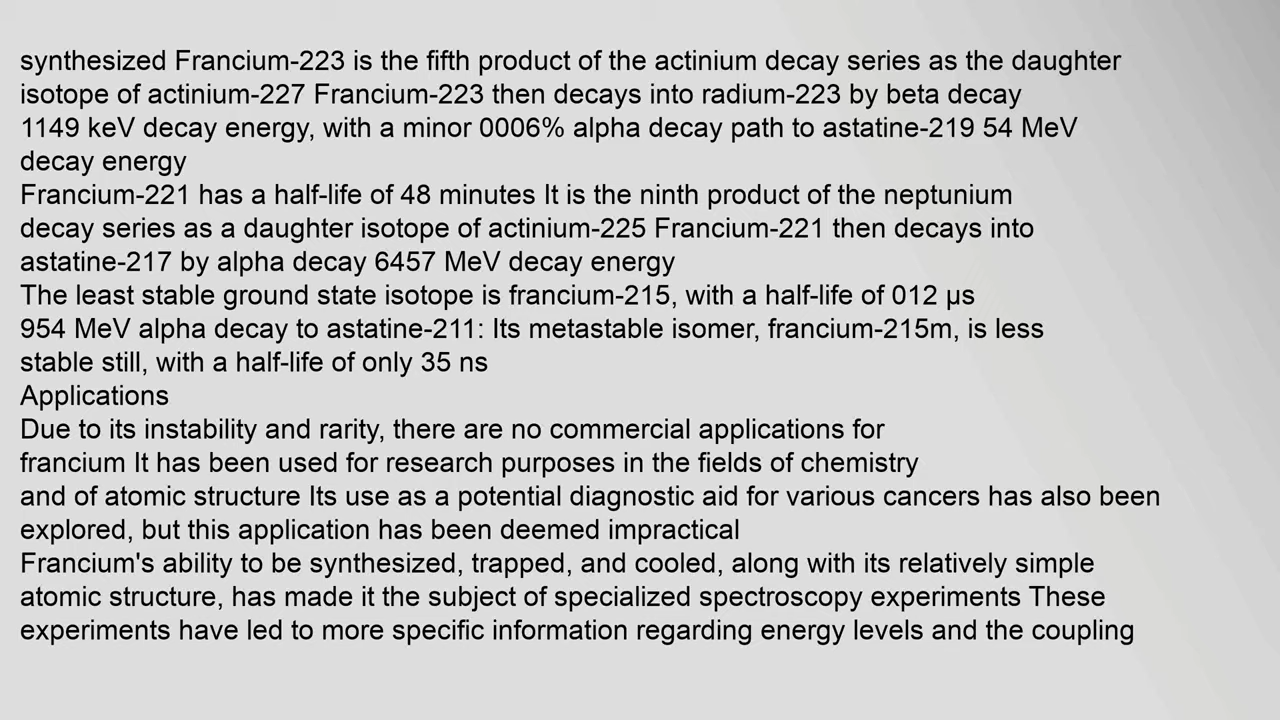 synthesized Francium-223 is the fifth product of the actinium decay series as the daughter
isotope of actinium-227 Francium-223 then decays into radium-223 by beta decay
1149 keV decay energy, with a minor 0006% alpha decay path to astatine-219 54 MeV
decay energy
Francium-221 has a half-life of 48 minutes It is the ninth product of the neptunium
decay series as a daughter isotope of actinium-225 Francium-221 then decays into
astatine-217 by alpha decay 6457 MeV decay energy
The least stable ground state isotope is francium-215, with a half-life of 012 μs
954 MeV alpha decay to astatine-211: Its metastable isomer, francium-215m, is less
stable still, with a half-life of only 35 ns
Applications
Due to its instability and rarity, there are no commercial applications for
francium It has been used for research purposes in the fields of chemistry
and of atomic structure Its use as a potential diagnostic aid for various cancers has also been
explored, but this application has been deemed impractical
Francium's ability to be synthesized, trapped, and cooled, along with its relatively simple
atomic structure, has made it the subject of specialized spectroscopy experiments These
experiments have led to more specific information regarding energy levels and the coupling